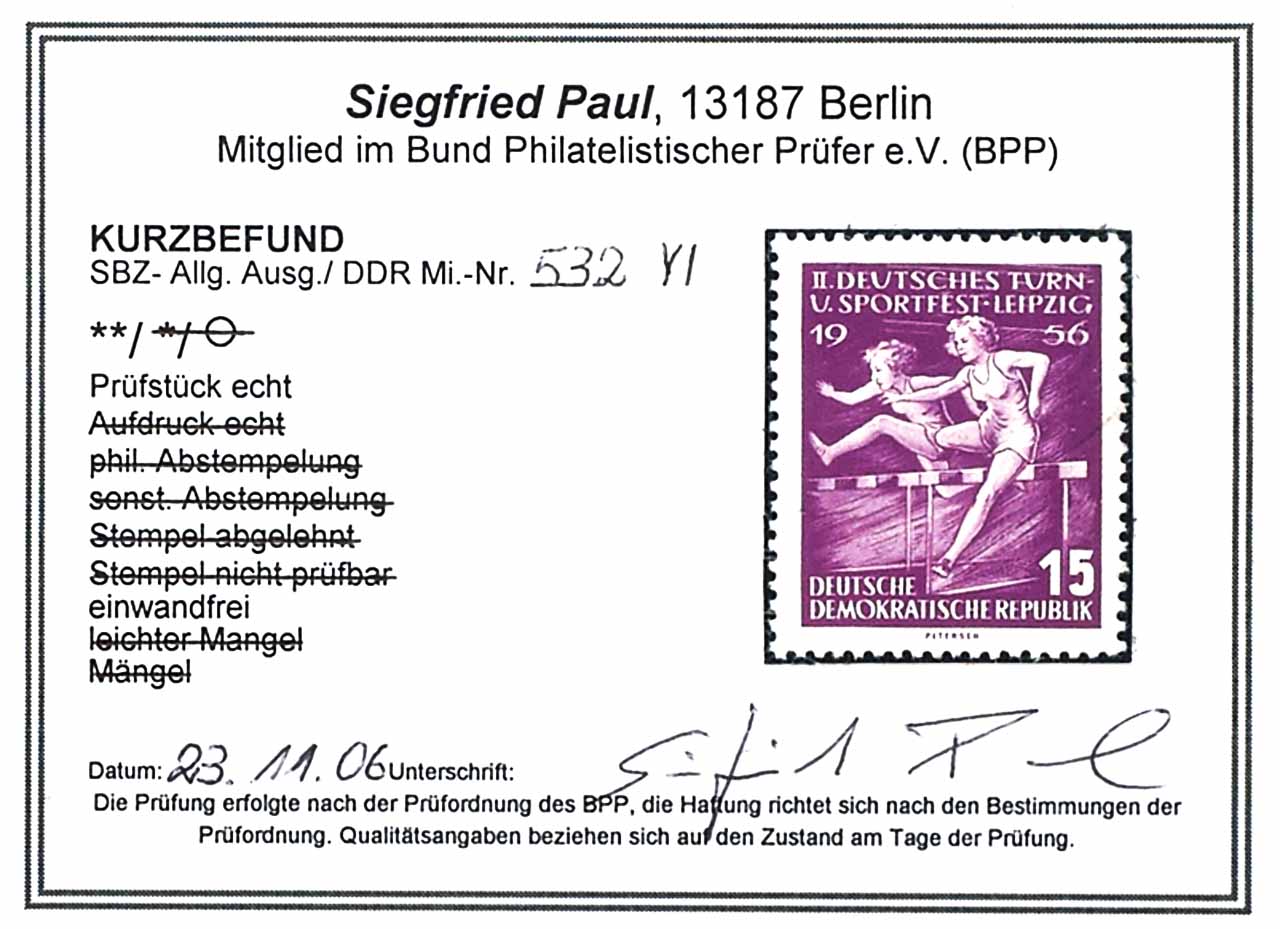 Siegfried Paul, 13187 Berlin
Mitglied im Bund Philatelistischer Prüfer e.V. (BPP)
KURZBEFUND
SBZ- Allg. Ausg./ DDR Mi.-Nr. 532 YI
**/ */ O
Prüfstück echt
Aufdruck echt
phil. Abstempelung
sonst. Abstempelung
Stempel abgelehnt
Stempel nicht prüfbar
einwandfrei
leichter Mangel
Mängel
II. DEUTSCHES TURN-
U. SPORTFEST·LEIPZIG
19 56
15
DEUTSCHE
DEMOKRATISCHE REPUBLIK
PETERSEN
Datum: 23. 11. 06 Unterschrift: Siegfried Paul
Die Prüfung erfolgte nach der Prüfordnung des BPP, die Haftung richtet sich nach den Bestimmungen der
Prüfordnung. Qualitätsangaben beziehen sich auf den Zustand am Tage der Prüfung.